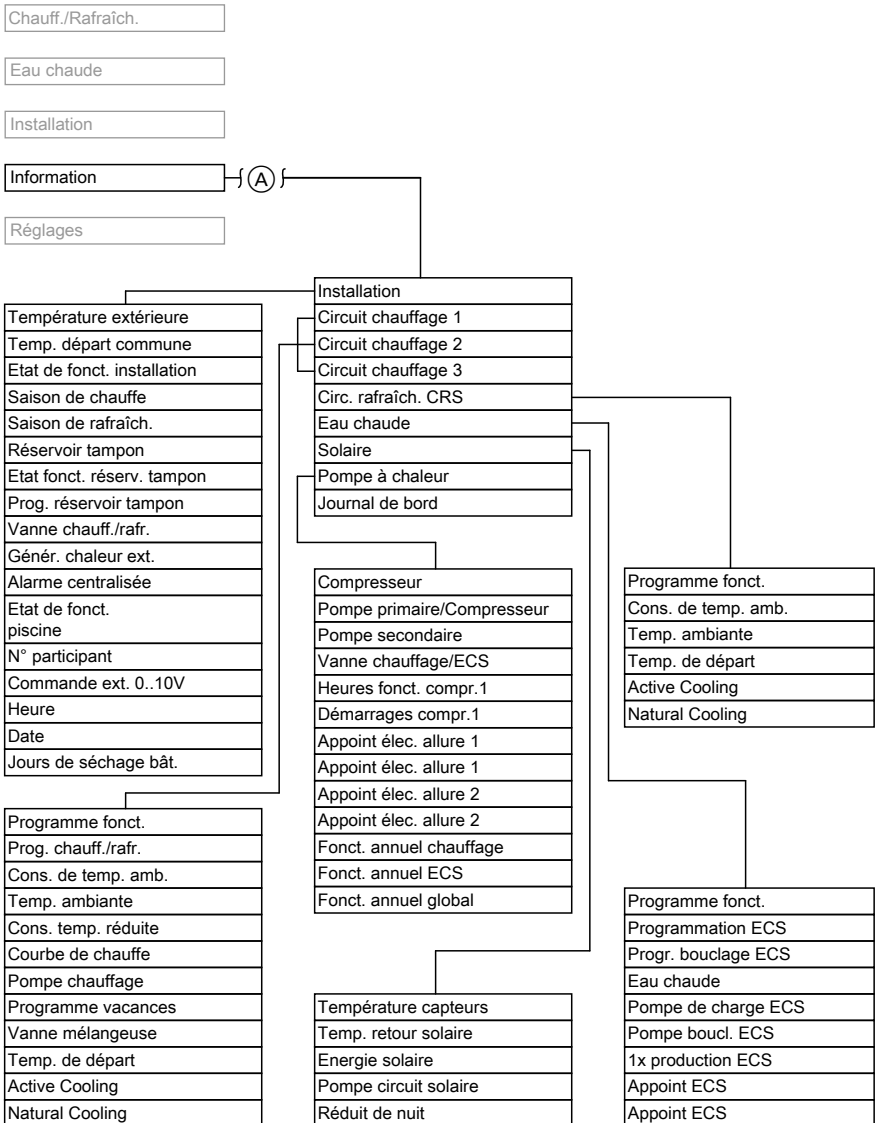 Chauff./Rafraîch.
Eau chaude
Installation
Information
A
Réglages
Installation
Circuit chauffage 1
Circuit chauffage 2
Circuit chauffage 3
Circ. rafraîch. CRS
Eau chaude
Solaire
Pompe à chaleur
Journal de bord
Température extérieure
Temp. départ commune
Etat de fonct. installation
Saison de chauffe
Saison de rafraîch.
Réservoir tampon
Etat fonct. réserv. tampon
Prog. réservoir tampon
Vanne chauff./rafr.
Génér. chaleur ext.
Alarme centralisée
Etat de fonct.
piscine
N° participant
Commande ext. 0..10V
Heure
Date
Jours de séchage bât.
Compresseur
Pompe primaire/Compresseur
Pompe secondaire
Vanne chauffage/ECS
Heures fonct. compr.1
Démarrages compr.1
Appoint élec. allure 1
Appoint élec. allure 1
Appoint élec. allure 2
Appoint élec. allure 2
Fonct. annuel chauffage
Fonct. annuel ECS
Fonct. annuel global
Programme fonct.
Cons. de temp. amb.
Temp. ambiante
Temp. de départ
Active Cooling
Natural Cooling
Programme fonct.
Prog. chauff./rafr.
Cons. de temp. amb.
Temp. ambiante
Cons. temp. réduite
Courbe de chauffe
Pompe chauffage
Programme vacances
Vanne mélangeuse
Temp. de départ
Active Cooling
Natural Cooling
Température capteurs
Temp. retour solaire
Energie solaire
Pompe circuit solaire
Réduit de nuit
Programme fonct.
Programmation ECS
Progr. bouclage ECS
Eau chaude
Pompe de charge ECS
Pompe boucl. ECS
1x production ECS
Appoint ECS
Appoint ECS